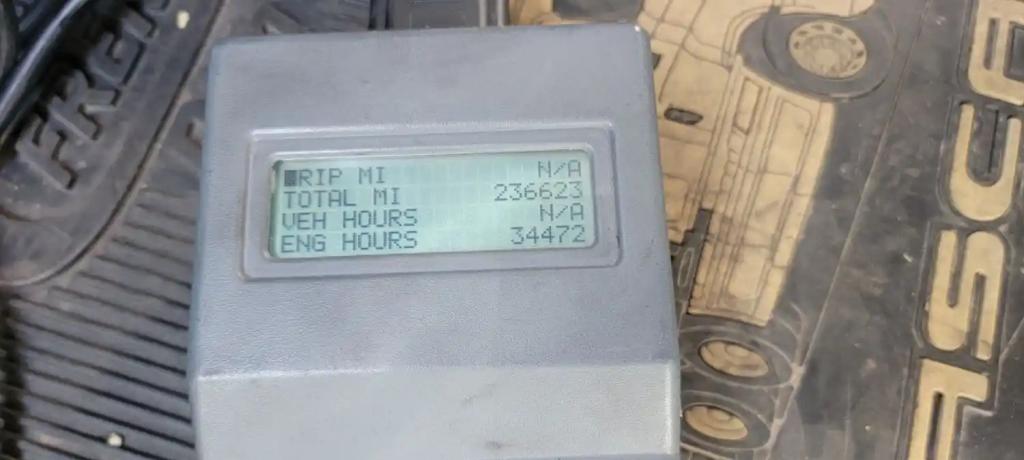 RIP MI N/A
TOTAL MI 236623
VEH HOURS N/A
ENG HOURS 34472